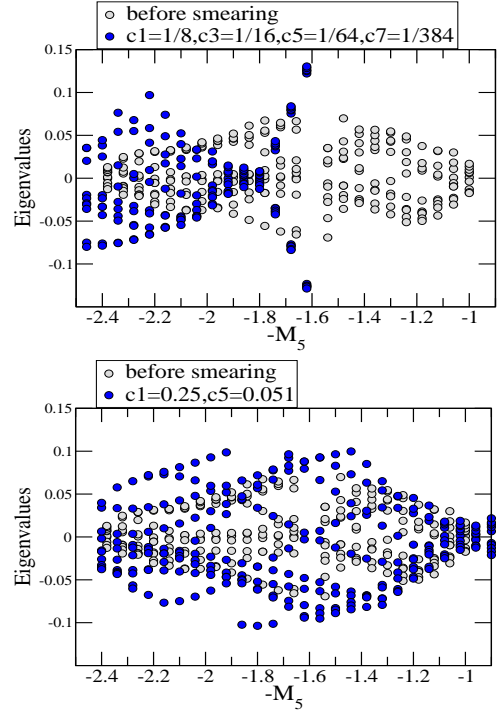 before smearing
c1=1/8,c3=1/16,c5=1/64,c7=1/384
0.15
0.1
0.05
0
-0.05
-0.1
Eigenvalues
-2.4 -2.2 -2 -1.8 -1.6 -1.4 -1.2 -1
-M5
before smearing
c1=0.25,c5=0.051
0.15
0.1
0.05
0
-0.05
-0.1
Eigenvalues
-2.4 -2.2 -2 -1.8 -1.6 -1.4 -1.2 -1
-M5